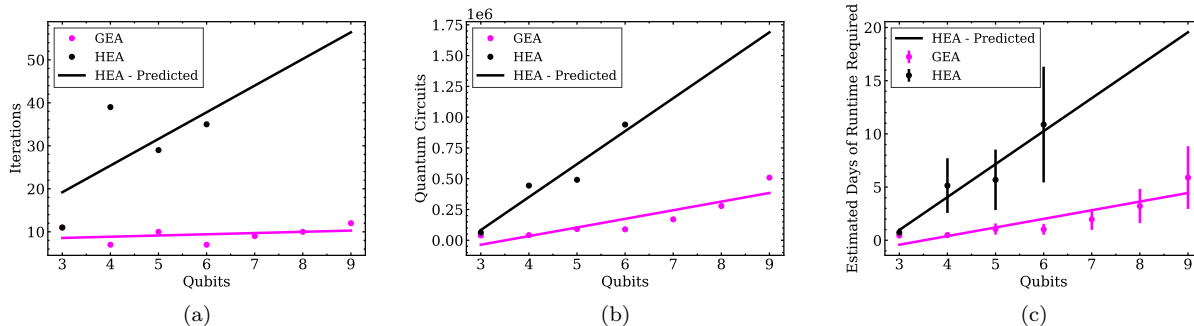 GEA
HEA
HEA - Predicted
50
40
30
20
10
Iterations
3 4 5 6 7 8 9
Qubits
(a)
1e6
1.75
1.50
1.25
1.00
0.75
0.50
0.25
0.00
Quantum Circuits
GEA
HEA
HEA - Predicted
3 4 5 6 7 8 9
Qubits
(b)
20
15
10
5
0
Estimated Days of Runtime Required
HEA - Predicted
GEA
HEA
3 4 5 6 7 8 9
Qubits
(c)